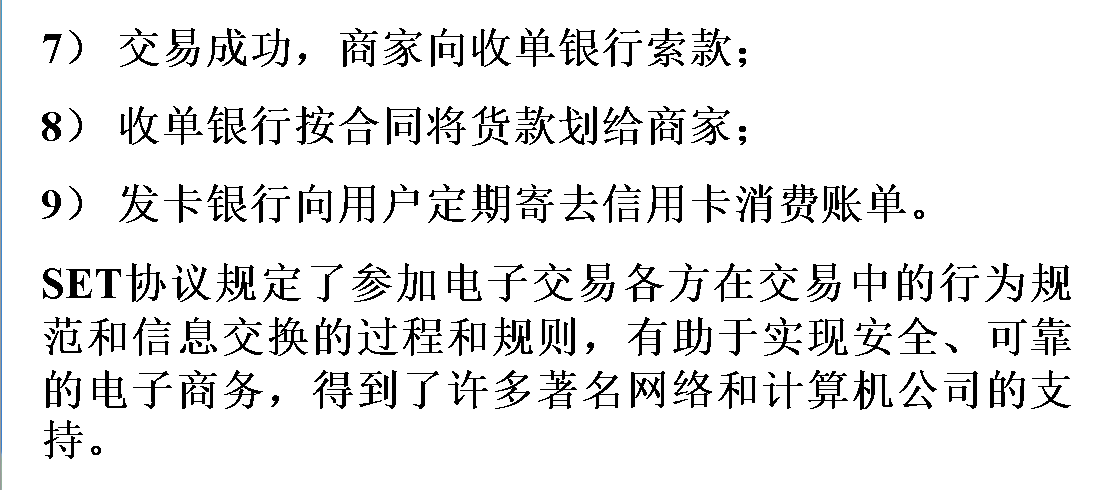 7） 交易成功，商家向收单银行索款；
8） 收单银行按合同将货款划给商家；
9） 发卡银行向用户定期寄去信用卡消费账单。
SET协议规定了参加电子交易各方在交易中的行为规
范和信息交换的过程和规则，有助于实现安全、可靠
的电子商务，得到了许多著名网络和计算机公司的支
持。